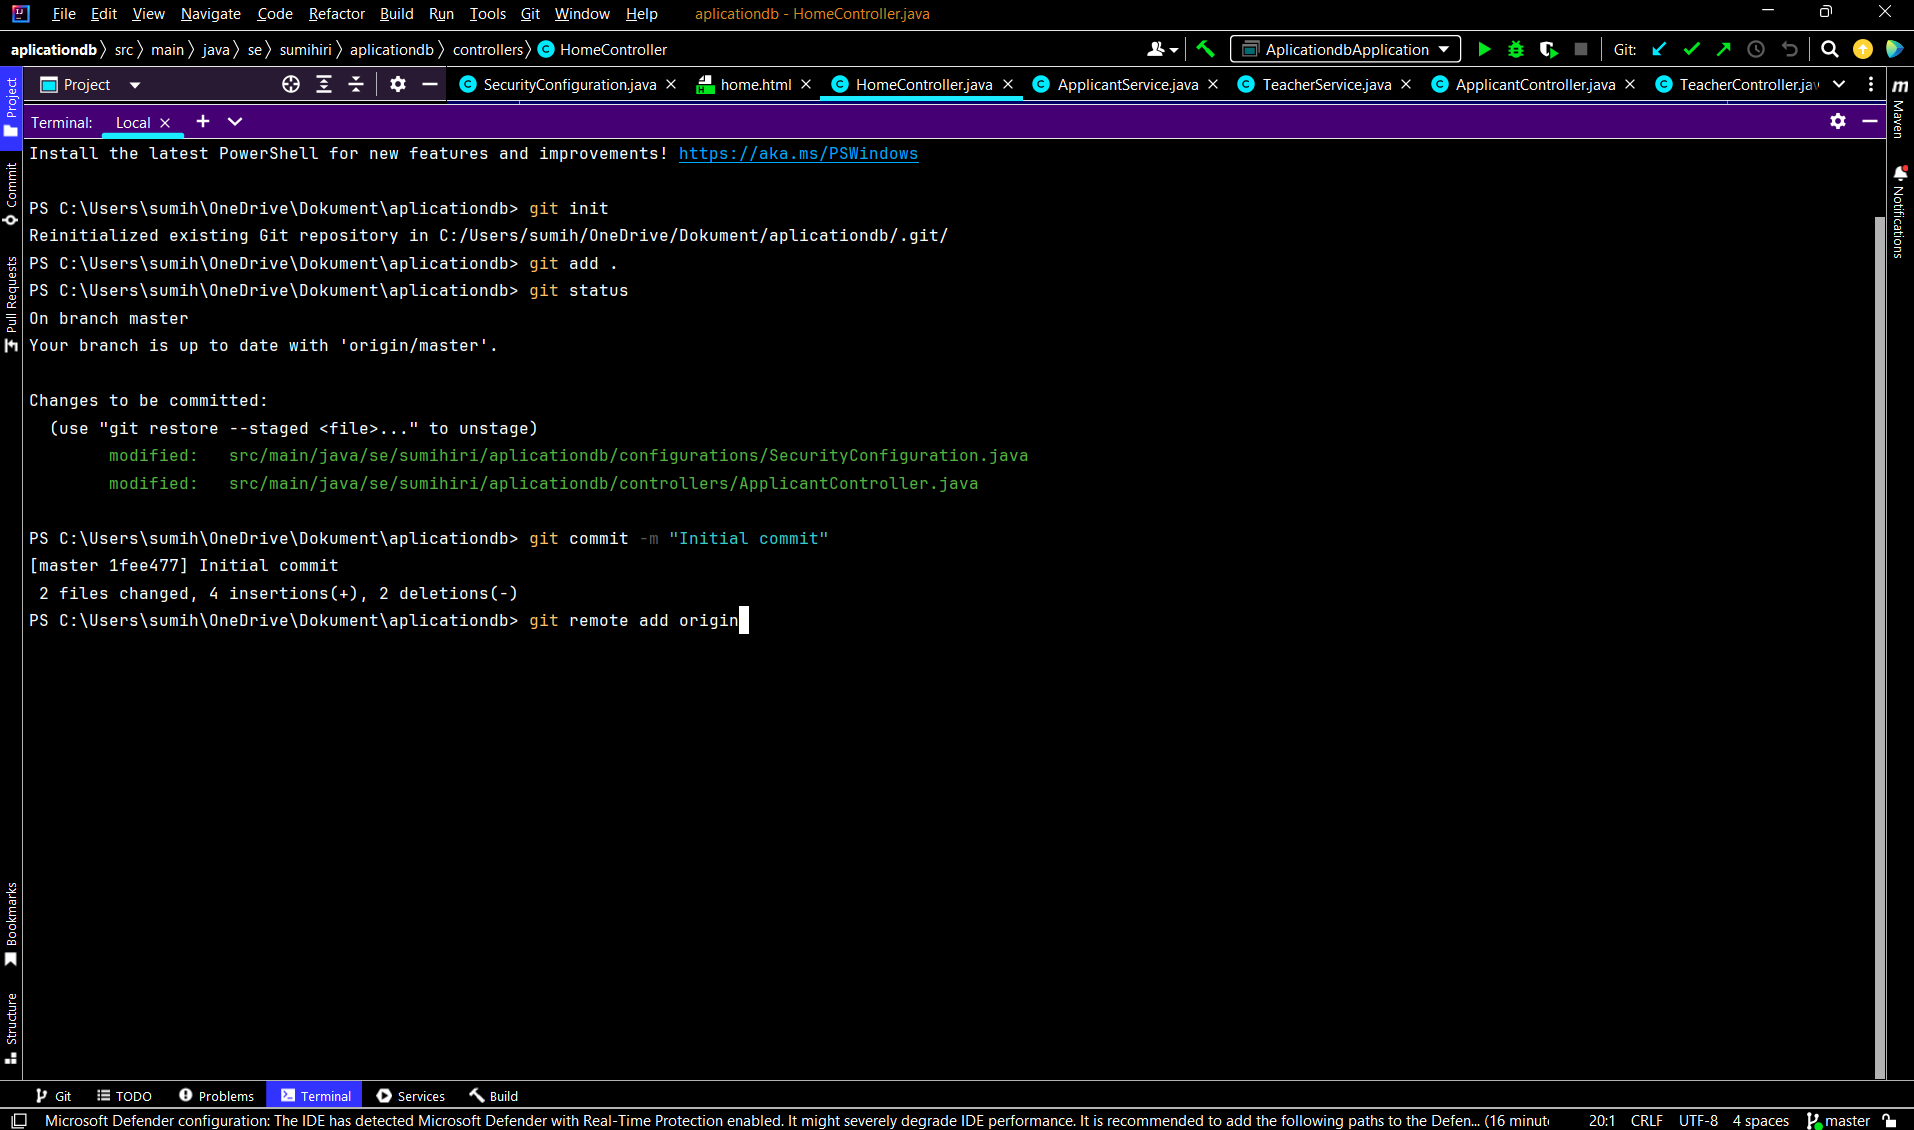 File Edit View Navigate Code Refactor Build Run Tools Git Window Help aplicationdb - HomeController.java
aplicationdb src main java se sumihiri aplicationdb controllers HomeController AplicationdbApplication Git:
Project SecurityConfiguration.java home.html HomeController.java ApplicantService.java TeacherService.java ApplicantController.java TeacherController.jav
Terminal: Local
Install the latest PowerShell for new features and improvements! https://aka.ms/PSWindows
PS C:\Users\sumih\OneDrive\Dokument\aplicationdb> git init
Reinitialized existing Git repository in C:/Users/sumih/OneDrive/Dokument/aplicationdb/.git/
PS C:\Users\sumih\OneDrive\Dokument\aplicationdb> git add .
PS C:\Users\sumih\OneDrive\Dokument\aplicationdb> git status
On branch master
Your branch is up to date with 'origin/master'.
Changes to be committed:
(use "git restore --staged <file>..." to unstage)
modified: src/main/java/se/sumihiri/aplicationdb/configurations/SecurityConfiguration.java
modified: src/main/java/se/sumihiri/aplicationdb/controllers/ApplicantController.java
PS C:\Users\sumih\OneDrive\Dokument\aplicationdb> git commit -m "Initial commit"
[master 1fee477] Initial commit
2 files changed, 4 insertions(+), 2 deletions(-)
PS C:\Users\sumih\OneDrive\Dokument\aplicationdb> git remote add origin
Project
Commit
Pull Requests
Bookmarks
Structure
m
Maven
Notifications
Git TODO Problems Terminal Services Build
Microsoft Defender configuration: The IDE has detected Microsoft Defender with Real-Time Protection enabled. It might severely degrade IDE performance. It is recommended to add the following paths to the Defen... (16 minute 20:1 CRLF UTF-8 4 spaces master